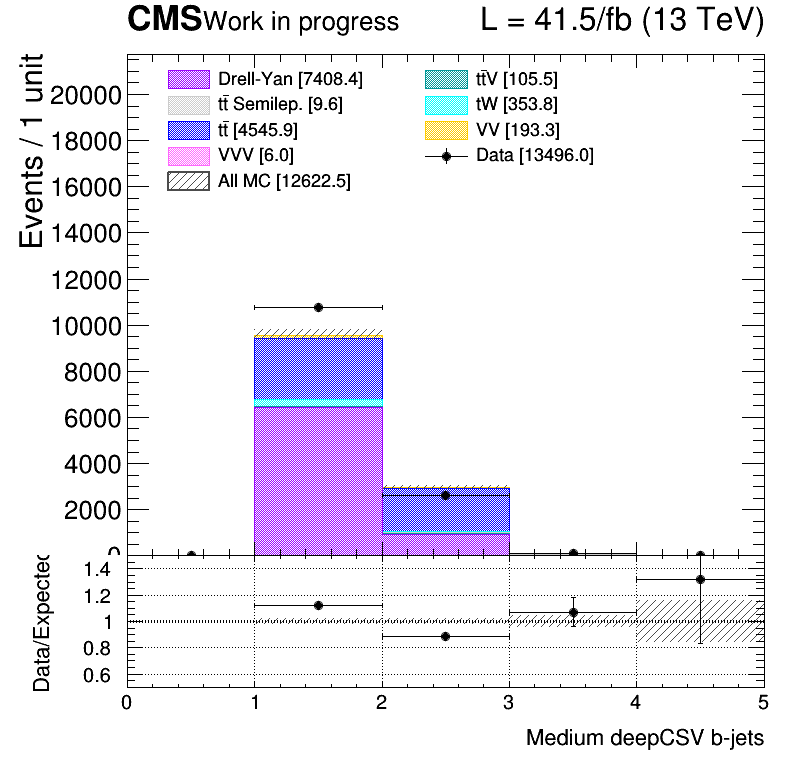 CMS Work in progress L = 41.5/fb (13 TeV)
Events / 1 unit
Drell-Yan [7408.4]
tt̄ Semilep. [9.6]
tt̄ [4545.9]
VVV [6.0]
All MC [12622.5]
tt̄V [105.5]
tW [353.8]
VV [193.3]
Data [13496.0]
20000
18000
16000
14000
12000
10000
8000
6000
4000
2000
0
Data/Expected
1.4
1.2
1
0.8
0.6
0 1 2 3 4 5
Medium deepCSV b-jets